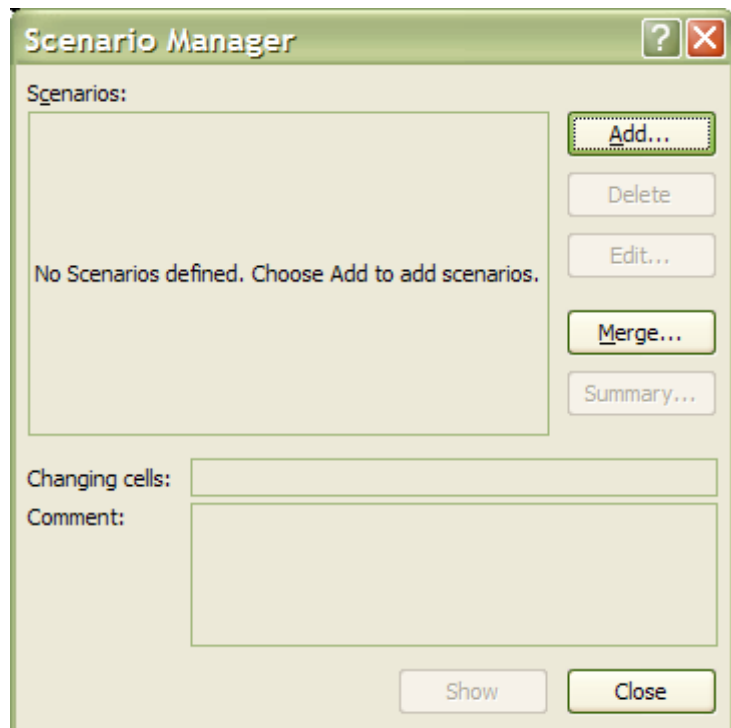 Scenario Manager
Scenarios:
Add...
Delete
No Scenarios defined. Choose Add to add scenarios.
Edit...
Merge...
Summary...
Changing cells:
Comment:
Show
Close